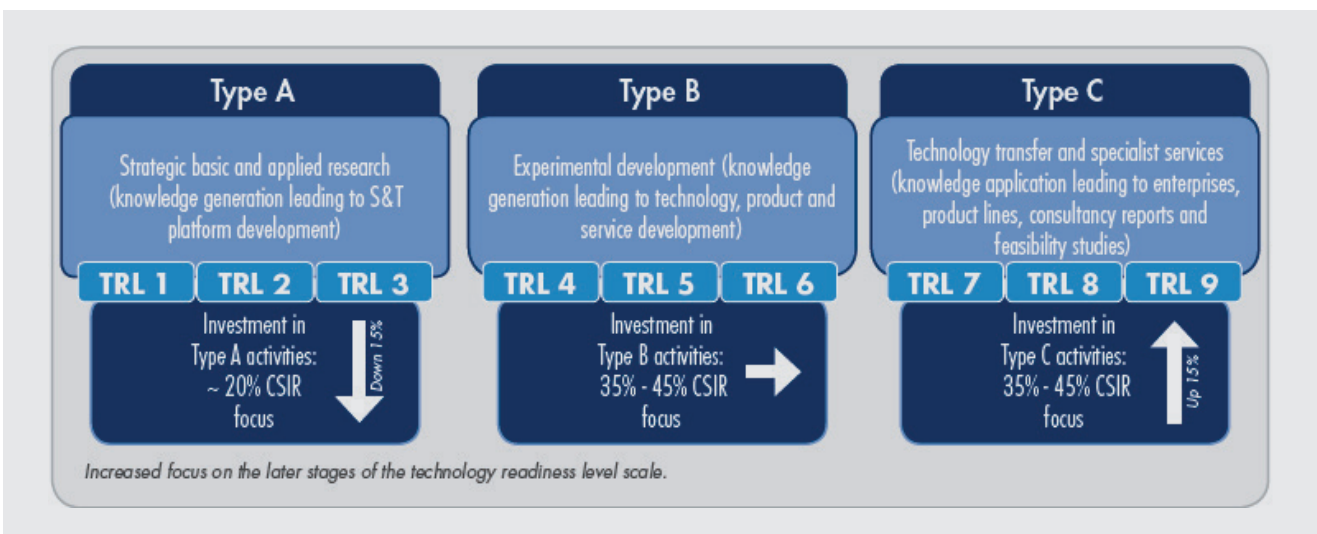 Type A
Strategic basic and applied research
(knowledge generation leading to S&T
platform development)
TRL 1 TRL 2 TRL 3
Investment in
Type A activities:
~ 20% CSIR
focus
Down 15%
Type B
Experimental development (knowledge
generation leading to technology, product and
service development)
TRL 4 TRL 5 TRL 6
Investment in
Type B activities:
35% - 45% CSIR
focus
Type C
Technology transfer and specialist services
(knowledge application leading to enterprises,
product lines, consultancy reports and
feasibility studies)
TRL 7 TRL 8 TRL 9
Investment in
Type C activities:
35% - 45% CSIR
focus
Up 15%
Increased focus on the later stages of the technology readiness level scale.